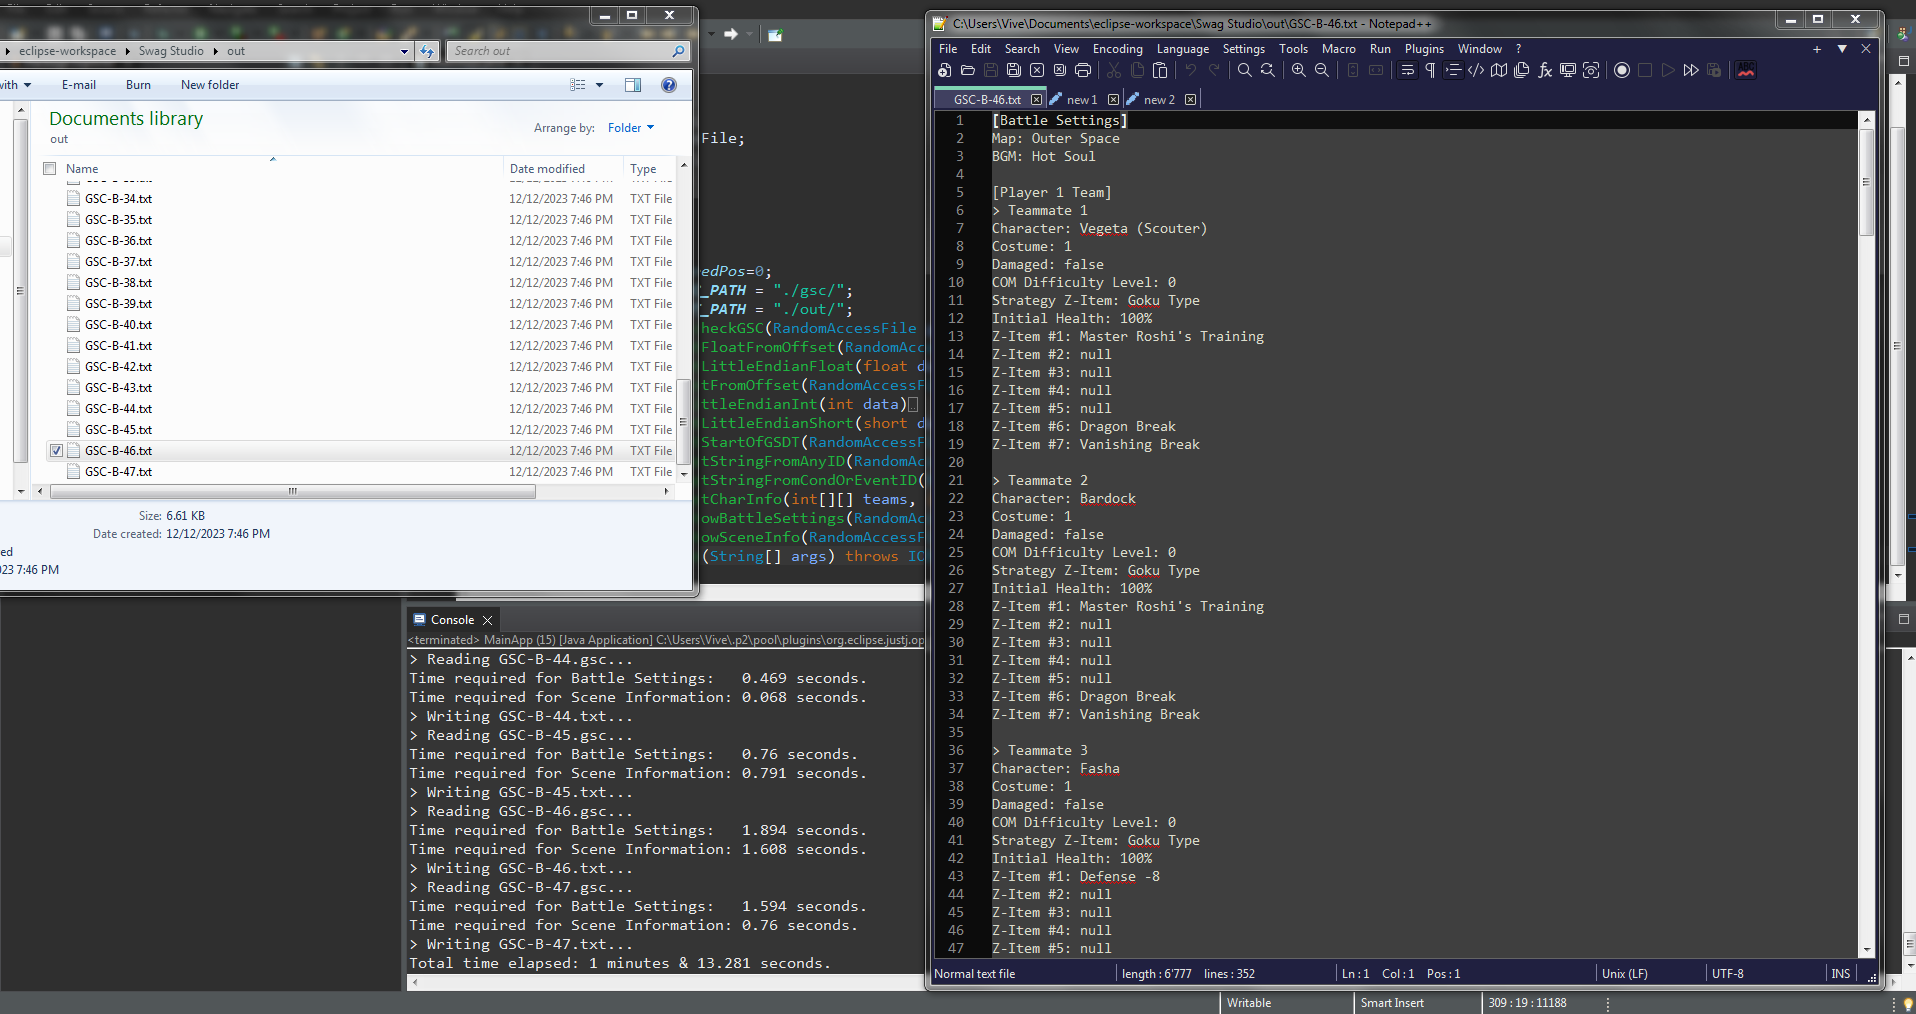 eclipse-workspace
Swag Studio
out
Search out
with
E-mail
Burn
New folder
Documents library
out
Arrange by:
Folder
Name
Date modified
Type
GSC-B-34.txt 12/12/2023 7:46 PM TXT File
GSC-B-35.txt 12/12/2023 7:46 PM TXT File
GSC-B-36.txt 12/12/2023 7:46 PM TXT File
GSC-B-37.txt 12/12/2023 7:46 PM TXT File
GSC-B-38.txt 12/12/2023 7:46 PM TXT File
GSC-B-39.txt 12/12/2023 7:46 PM TXT File
GSC-B-40.txt 12/12/2023 7:46 PM TXT File
GSC-B-41.txt 12/12/2023 7:46 PM TXT File
GSC-B-42.txt 12/12/2023 7:46 PM TXT File
GSC-B-43.txt 12/12/2023 7:46 PM TXT File
GSC-B-44.txt 12/12/2023 7:46 PM TXT File
GSC-B-45.txt 12/12/2023 7:46 PM TXT File
GSC-B-46.txt 12/12/2023 7:46 PM TXT File
GSC-B-47.txt 12/12/2023 7:46 PM TXT File
Size: 6.61 KB
Date created: 12/12/2023 7:46 PM
ed
023 7:46 PM
File;
edPos=0;
_PATH = "./gsc/";
T_PATH = "./out/";
heckGSC(RandomAccessFile
FloatFromOffset(RandomAcc
LittleEndianFloat(float d
tFromOffset(RandomAccessF
ttleEndianInt(int data)
LittleEndianShort(short d
StartOfGSDT(RandomAccessF
tStringFromAnyID(RandomAc
tStringFromCondOrEventID(
tCharInfo(int[][] teams,
owBattleSettings(RandomAc
owSceneInfo(RandomAccessF
(String[] args) throws IO
Console
<terminated> MainApp (15) [Java Application] C:\Users\Vive\.p2\pool\plugins\org.eclipse.justj.op
> Reading GSC-B-44.gsc...
Time required for Battle Settings:   0.469 seconds.
Time required for Scene Information: 0.068 seconds.
> Writing GSC-B-44.txt...
> Reading GSC-B-45.gsc...
Time required for Battle Settings:   0.76 seconds.
Time required for Scene Information: 0.791 seconds.
> Writing GSC-B-45.txt...
> Reading GSC-B-46.gsc...
Time required for Battle Settings:   1.894 seconds.
Time required for Scene Information: 1.608 seconds.
> Writing GSC-B-46.txt...
> Reading GSC-B-47.gsc...
Time required for Battle Settings:   1.594 seconds.
Time required for Scene Information: 0.76 seconds.
> Writing GSC-B-47.txt...
Total time elapsed: 1 minutes & 13.281 seconds.
C:\Users\Vive\Documents\eclipse-workspace\Swag Studio\out\GSC-B-46.txt - Notepad++
File Edit Search View Encoding Language Settings Tools Macro Run Plugins Window ?
GSC-B-46.txt new 1 new 2
1 [Battle Settings]
2 Map: Outer Space
3 BGM: Hot Soul
4
5 [Player 1 Team]
6 > Teammate 1
7 Character: Vegeta (Scouter)
8 Costume: 1
9 Damaged: false
10 COM Difficulty Level: 0
11 Strategy Z-Item: Goku Type
12 Initial Health: 100%
13 Z-Item #1: Master Roshi's Training
14 Z-Item #2: null
15 Z-Item #3: null
16 Z-Item #4: null
17 Z-Item #5: null
18 Z-Item #6: Dragon Break
19 Z-Item #7: Vanishing Break
20
21 > Teammate 2
22 Character: Bardock
23 Costume: 1
24 Damaged: false
25 COM Difficulty Level: 0
26 Strategy Z-Item: Goku Type
27 Initial Health: 100%
28 Z-Item #1: Master Roshi's Training
29 Z-Item #2: null
30 Z-Item #3: null
31 Z-Item #4: null
32 Z-Item #5: null
33 Z-Item #6: Dragon Break
34 Z-Item #7: Vanishing Break
35
36 > Teammate 3
37 Character: Fasha
38 Costume: 1
39 Damaged: false
40 COM Difficulty Level: 0
41 Strategy Z-Item: Goku Type
42 Initial Health: 100%
43 Z-Item #1: Defense -8
44 Z-Item #2: null
45 Z-Item #3: null
46 Z-Item #4: null
47 Z-Item #5: null
Normal text file length : 6'777 lines : 352 Ln : 1 Col : 1 Pos : 1 Unix (LF) UTF-8 INS
Writable Smart Insert 309 : 19 : 11188